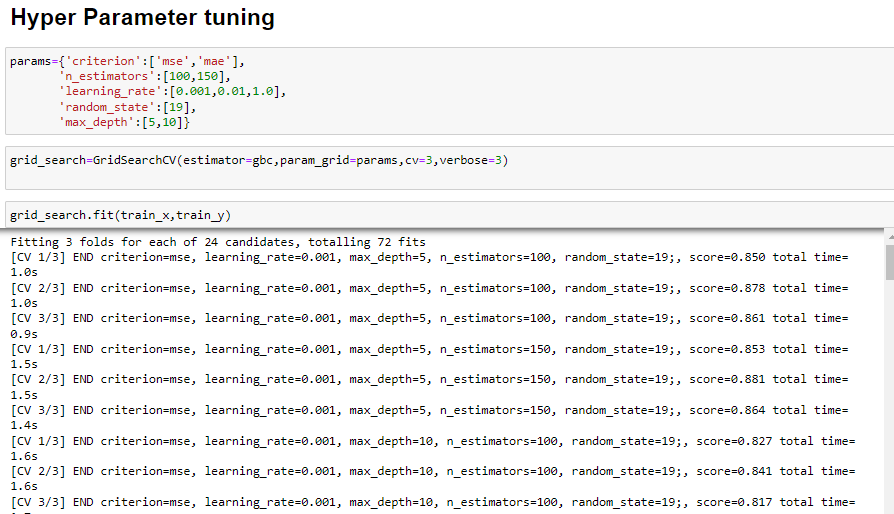 Hyper Parameter tuning
params={'criterion':['mse','mae'],
'n_estimators':[100,150],
'learning_rate':[0.001,0.01,1.0],
'random_state':[19],
'max_depth':[5,10]}
grid_search=GridSearchCV(estimator=gbc,param_grid=params,cv=3,verbose=3)
grid_search.fit(train_x,train_y)
Fitting 3 folds for each of 24 candidates, totalling 72 fits
[CV 1/3] END criterion=mse, learning_rate=0.001, max_depth=5, n_estimators=100, random_state=19;, score=0.850 total time=
1.0s
[CV 2/3] END criterion=mse, learning_rate=0.001, max_depth=5, n_estimators=100, random_state=19;, score=0.878 total time=
1.0s
[CV 3/3] END criterion=mse, learning_rate=0.001, max_depth=5, n_estimators=100, random_state=19;, score=0.861 total time=
0.9s
[CV 1/3] END criterion=mse, learning_rate=0.001, max_depth=5, n_estimators=150, random_state=19;, score=0.853 total time=
1.5s
[CV 2/3] END criterion=mse, learning_rate=0.001, max_depth=5, n_estimators=150, random_state=19;, score=0.881 total time=
1.5s
[CV 3/3] END criterion=mse, learning_rate=0.001, max_depth=5, n_estimators=150, random_state=19;, score=0.864 total time=
1.4s
[CV 1/3] END criterion=mse, learning_rate=0.001, max_depth=10, n_estimators=100, random_state=19;, score=0.827 total time=
1.6s
[CV 2/3] END criterion=mse, learning_rate=0.001, max_depth=10, n_estimators=100, random_state=19;, score=0.841 total time=
1.6s
[CV 3/3] END criterion=mse, learning_rate=0.001, max_depth=10, n_estimators=100, random_state=19;, score=0.817 total time=